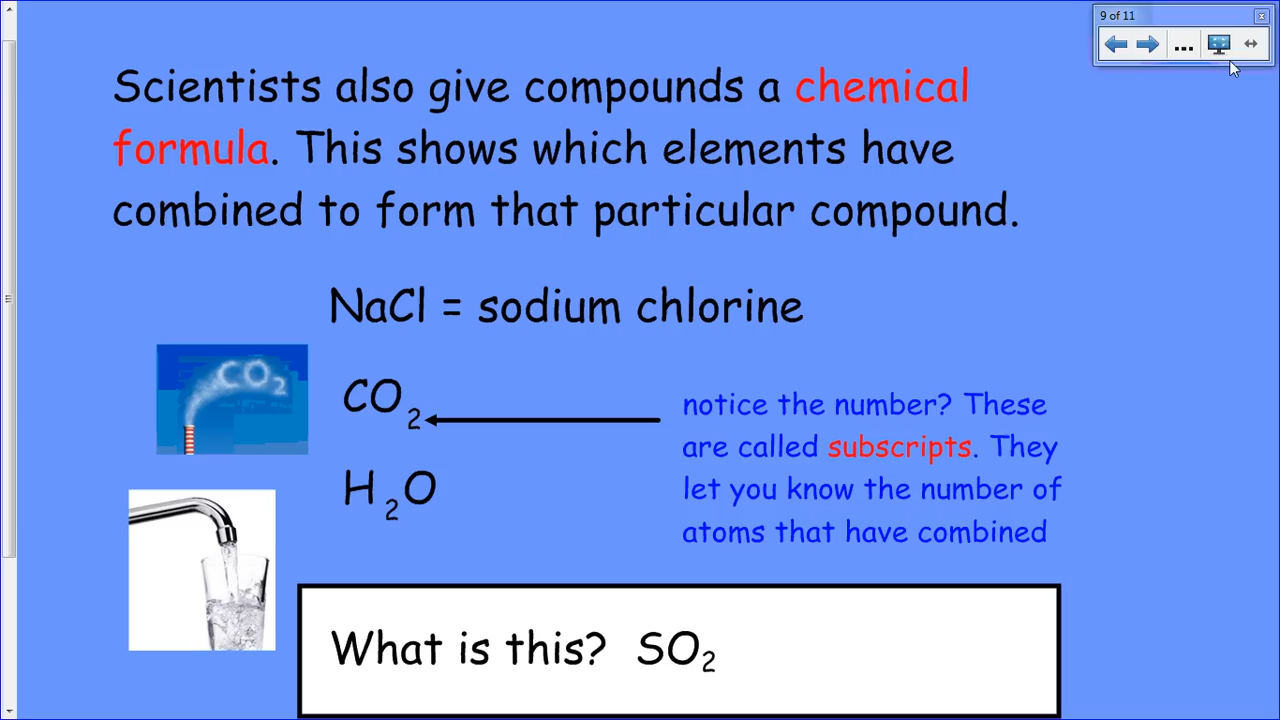 9 of 11
Scientists also give compounds a chemical
formula. This shows which elements have
combined to form that particular compound.
NaCl = sodium chlorine
CO₂
CO₂
notice the number? These
are called subscripts. They
let you know the number of
atoms that have combined
H₂O
What is this? SO₂